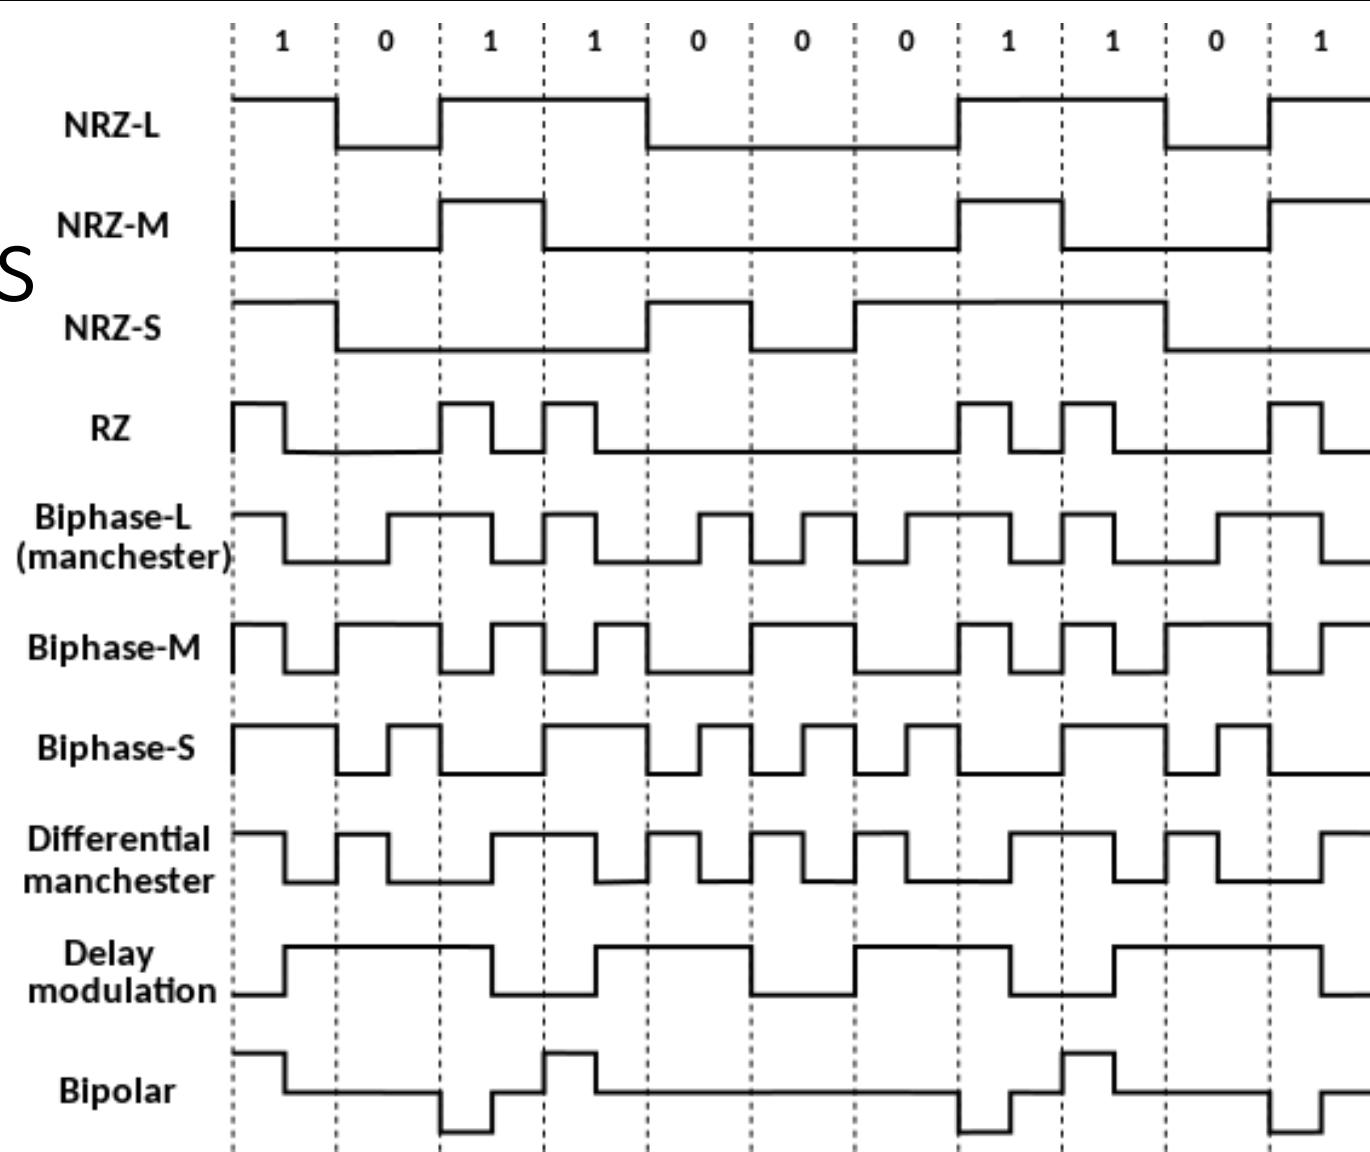 1 0 1 1 0 0 0 1 1 0 1
NRZ-L
NRZ-M
S
NRZ-S
RZ
Biphase-L
(manchester)
Biphase-M
Biphase-S
Differential
manchester
Delay
modulation
Bipolar